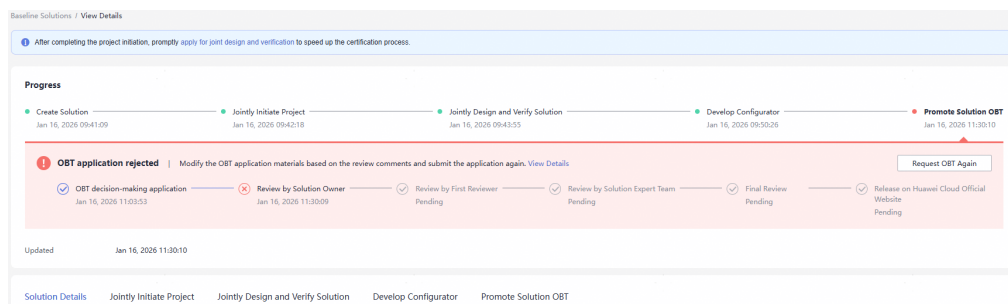 Baseline Solutions / View Details
After completing the project initiation, promptly apply for joint design and verification to speed up the certification process.
Progress
Create Solution
Jointly Initiate Project
Jointly Design and Verify Solution
Develop Configurator
Promote Solution OBT
Jan 16, 2026 09:41:09
Jan 16, 2026 09:42:18
Jan 16, 2026 09:43:55
Jan 16, 2026 09:50:26
Jan 16, 2026 11:30:10
OBT application rejected | Modify the OBT application materials based on the review comments and submit the application again. View Details
Request OBT Again
OBT decision-making application
Jan 16, 2026 11:03:53
Review by Solution Owner
Jan 16, 2026 11:30:09
Review by First Reviewer
Pending
Review by Solution Expert Team
Pending
Final Review
Pending
Release on Huawei Cloud Official
Website
Pending
Updated Jan 16, 2026 11:30:10
Solution Details
Jointly Initiate Project
Jointly Design and Verify Solution
Develop Configurator
Promote Solution OBT